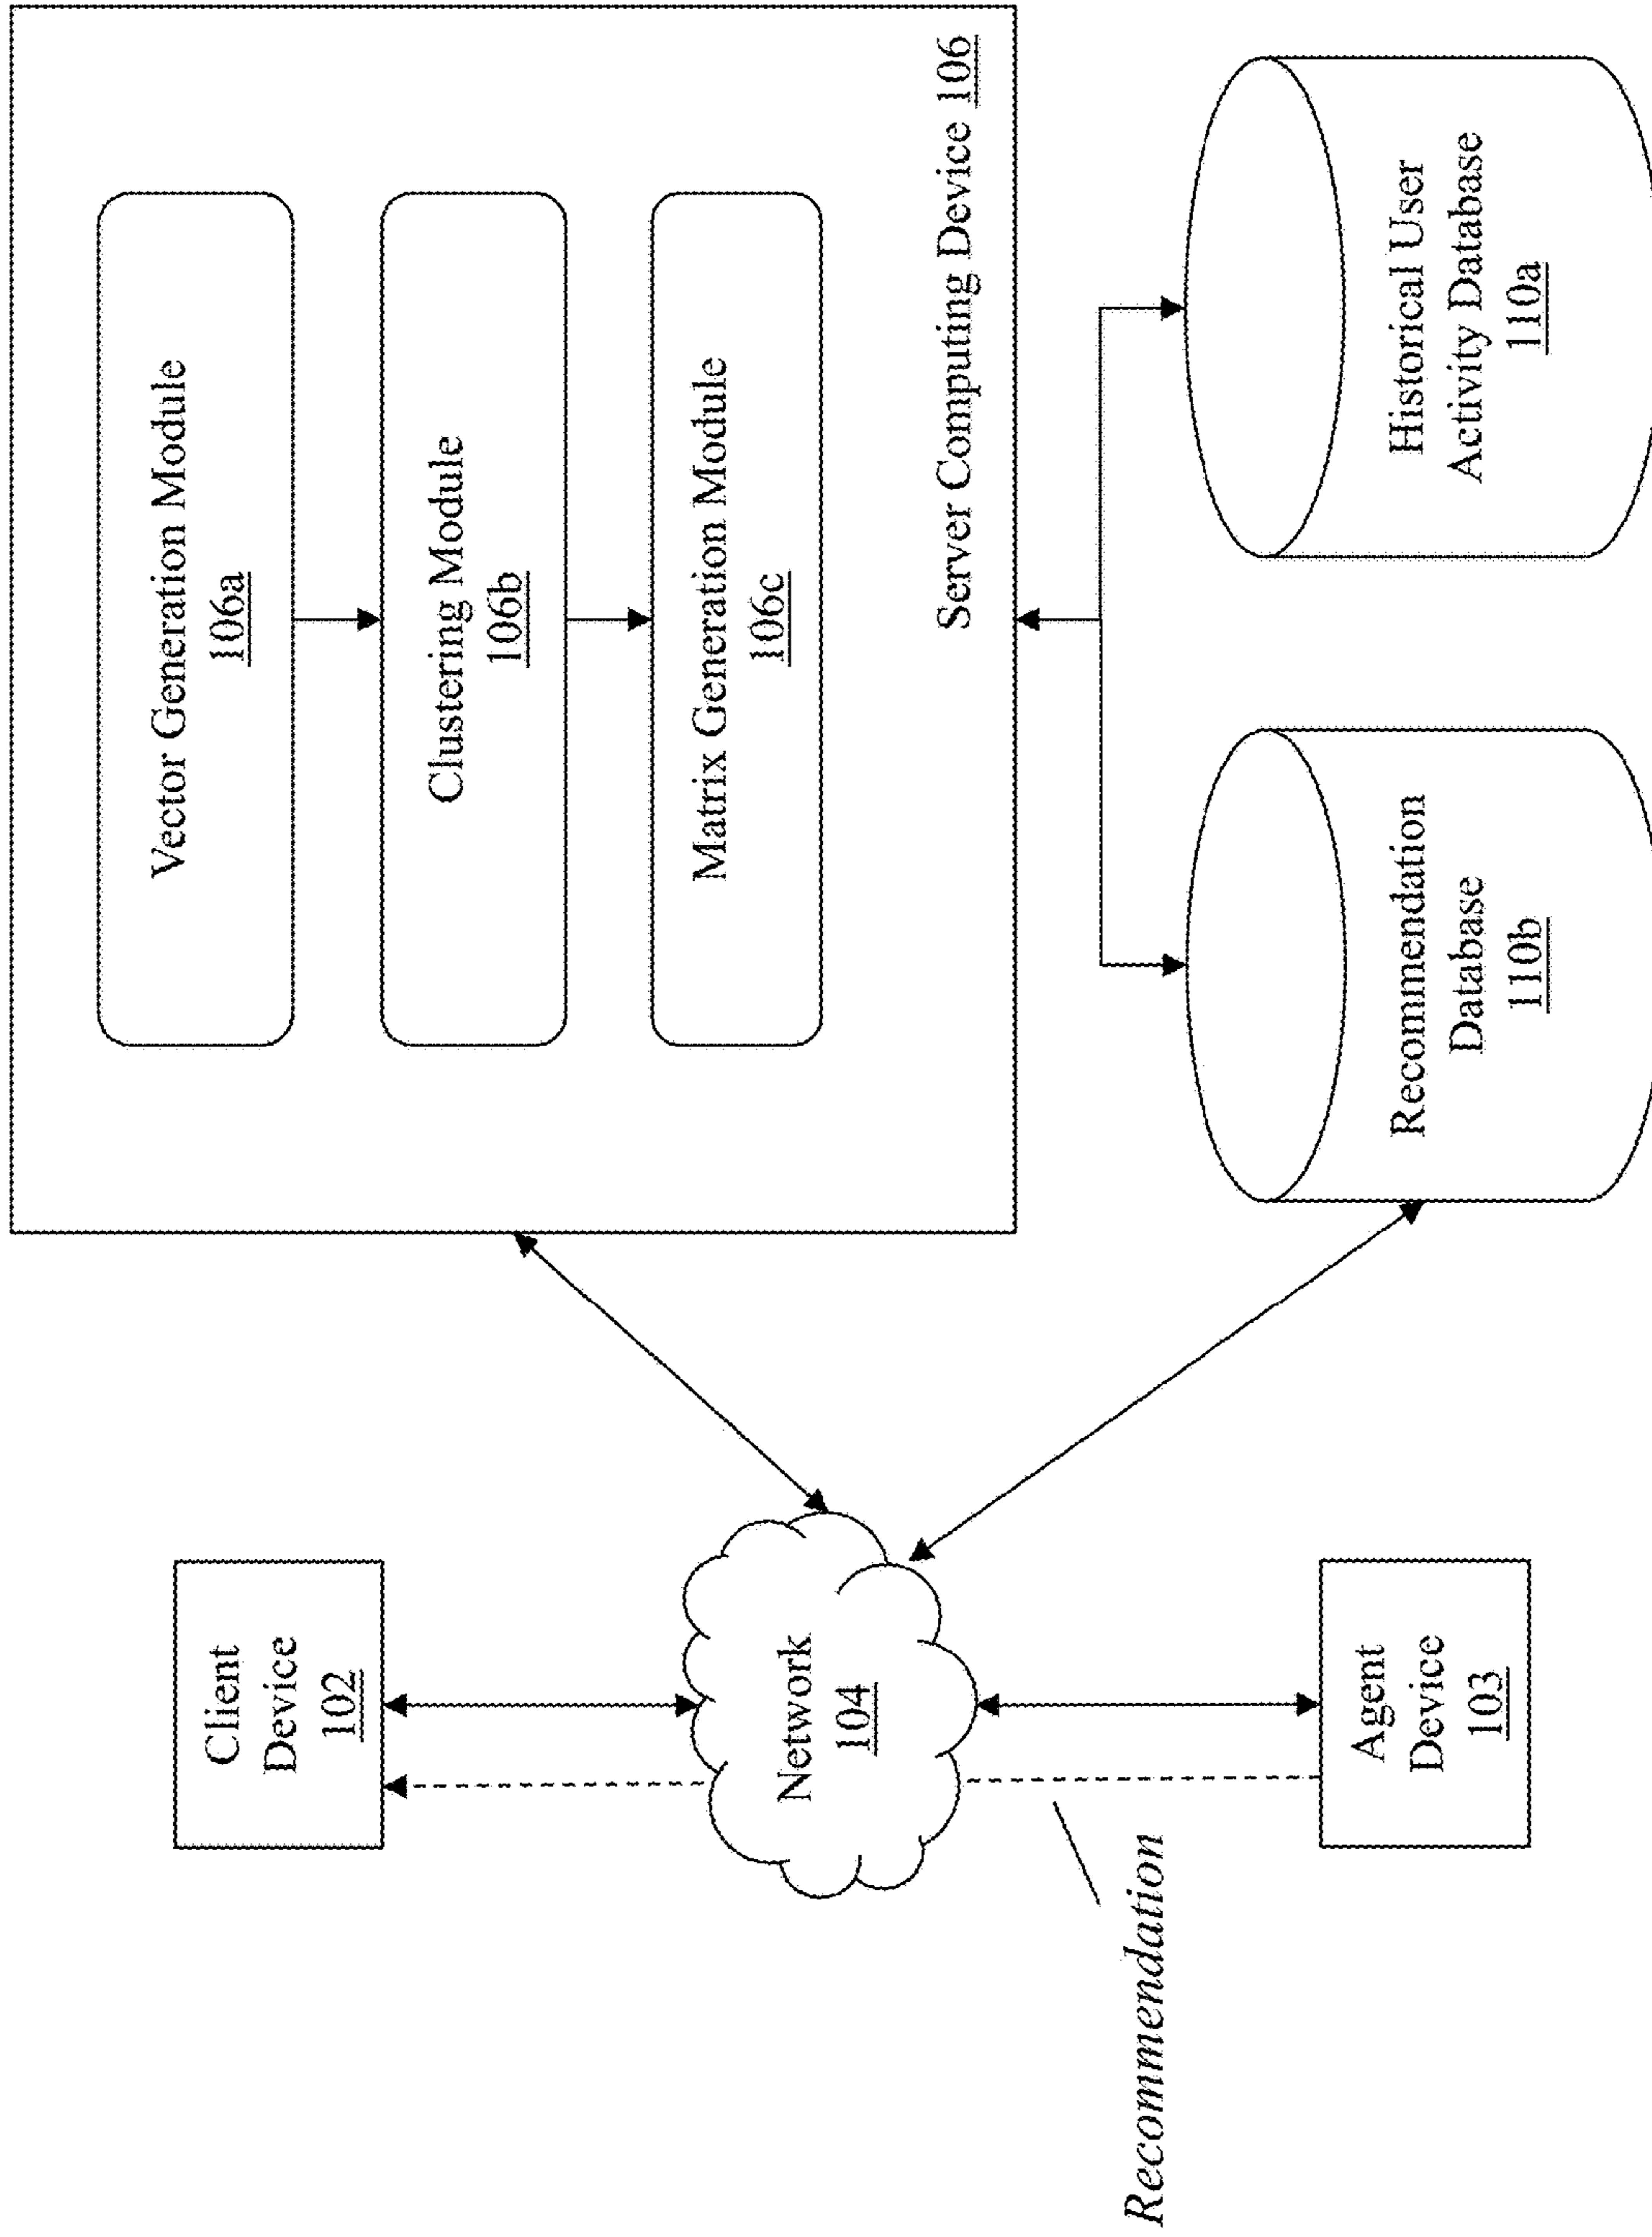 Client
Device
102
Network
104
Agent
Device
103
Recommendation
Vector Generation Module
106a
Clustering Module
106b
Matrix Generation Module
106c
Server Computing Device 106
Recommendation
Database
110b
Historical User
Activity Database
110a